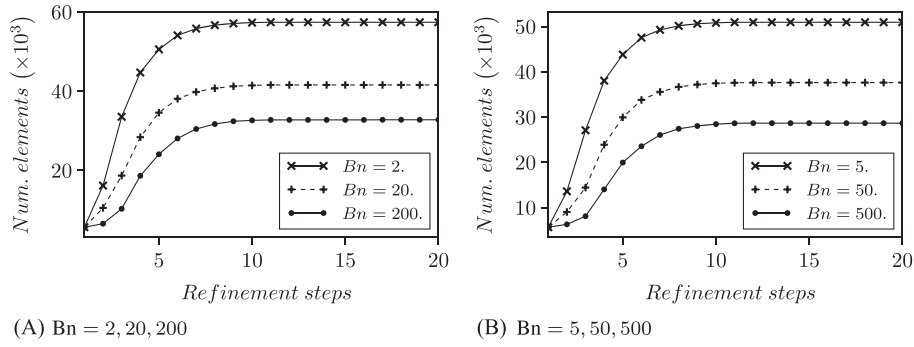 60
40
20
Num. elements (×10³)
Bn = 2.
Bn = 20.
Bn = 200.
5
10
15
20
Refinement steps
(A) Bn = 2, 20, 200
50
40
30
20
10
Num. elements (×10³)
Bn = 5.
Bn = 50.
Bn = 500.
5
10
15
20
Refinement steps
(B) Bn = 5, 50, 500